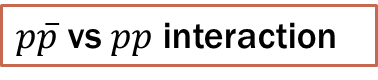 𝑝𝑝̄ vs 𝑝𝑝 interaction